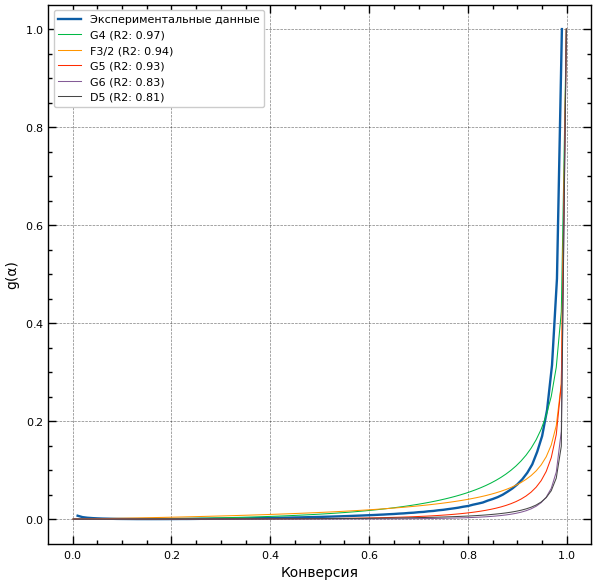 Экспериментальные данные
G4 (R2: 0.97)
F3/2 (R2: 0.94)
G5 (R2: 0.93)
G6 (R2: 0.83)
D5 (R2: 0.81)
1.0
0.8
0.6
0.4
0.2
0.0
g(α)
0.0 0.2 0.4 0.6 0.8 1.0
Конверсия